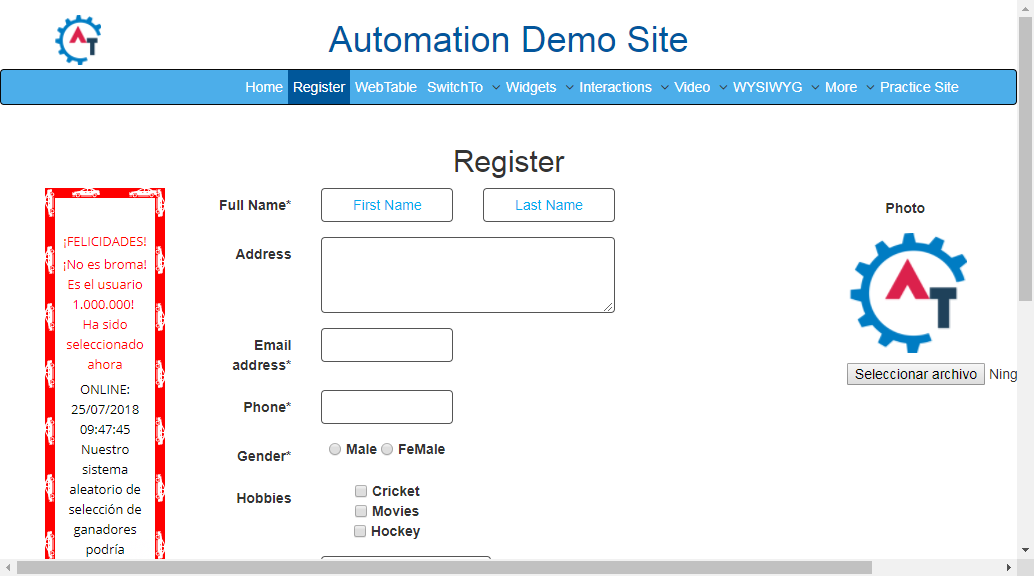 Automation Demo Site
Home Register WebTable SwitchTo Widgets Interactions Video WYSIWYG More Practice Site
Register
¡FELICIDADES!
¡No es broma!
Es el usuario
1.000.000!
Ha sido
seleccionado
ahora
ONLINE:
25/07/2018
09:47:45
Nuestro
sistema
aleatorio de
selección de
ganadores
podría
Full Name* First Name Last Name
Address
Email
address*
Phone*
Gender* Male FeMale
Hobbies Cricket
Movies
Hockey
Photo
AT
Seleccionar archivo Ning